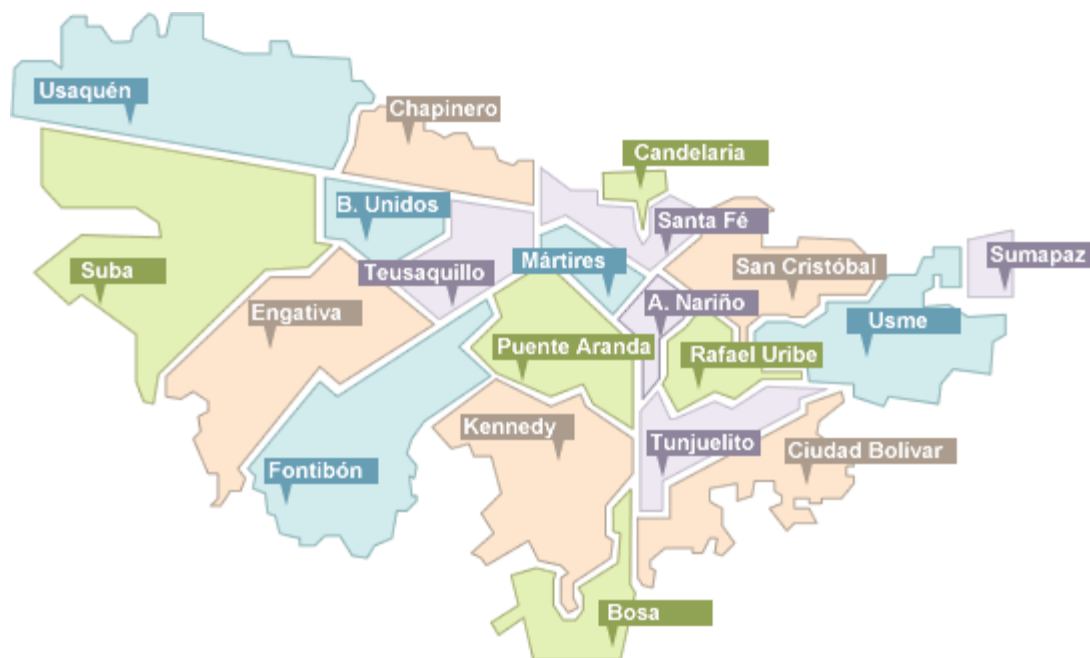 Usaquén
Chapinero
Candelaria
B. Unidos
Santa Fé
Suba
Teusaquillo
Mártires
San Cristóbal
Sumapaz
Engativa
A. Nariño
Usme
Puente Aranda
Rafael Uribe
Kennedy
Tunjuelito
Ciudad Bolívar
Fontibón
Bosa